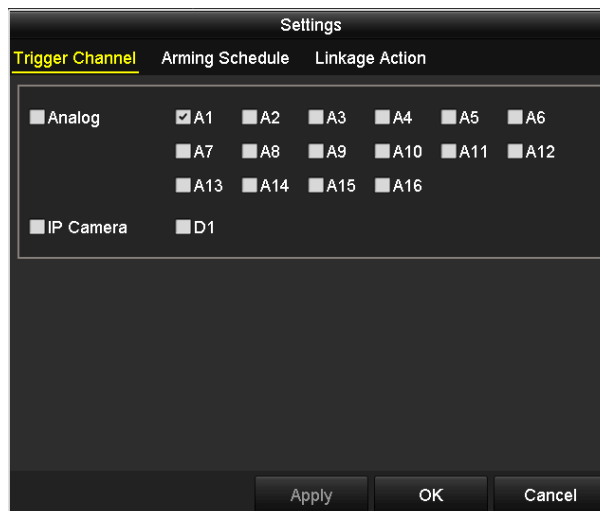 Settings
Trigger Channel Arming Schedule Linkage Action
Analog A1 A2 A3 A4 A5 A6
A7 A8 A9 A10 A11 A12
A13 A14 A15 A16
IP Camera D1
Apply OK Cancel